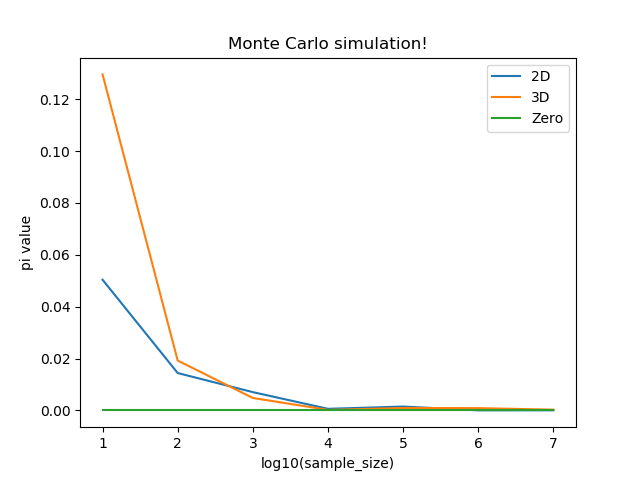 Monte Carlo simulation!
2D
3D
Zero
0.12
0.10
0.08
0.06
0.04
0.02
0.00
pi value
1 2 3 4 5 6 7
log10(sample_size)